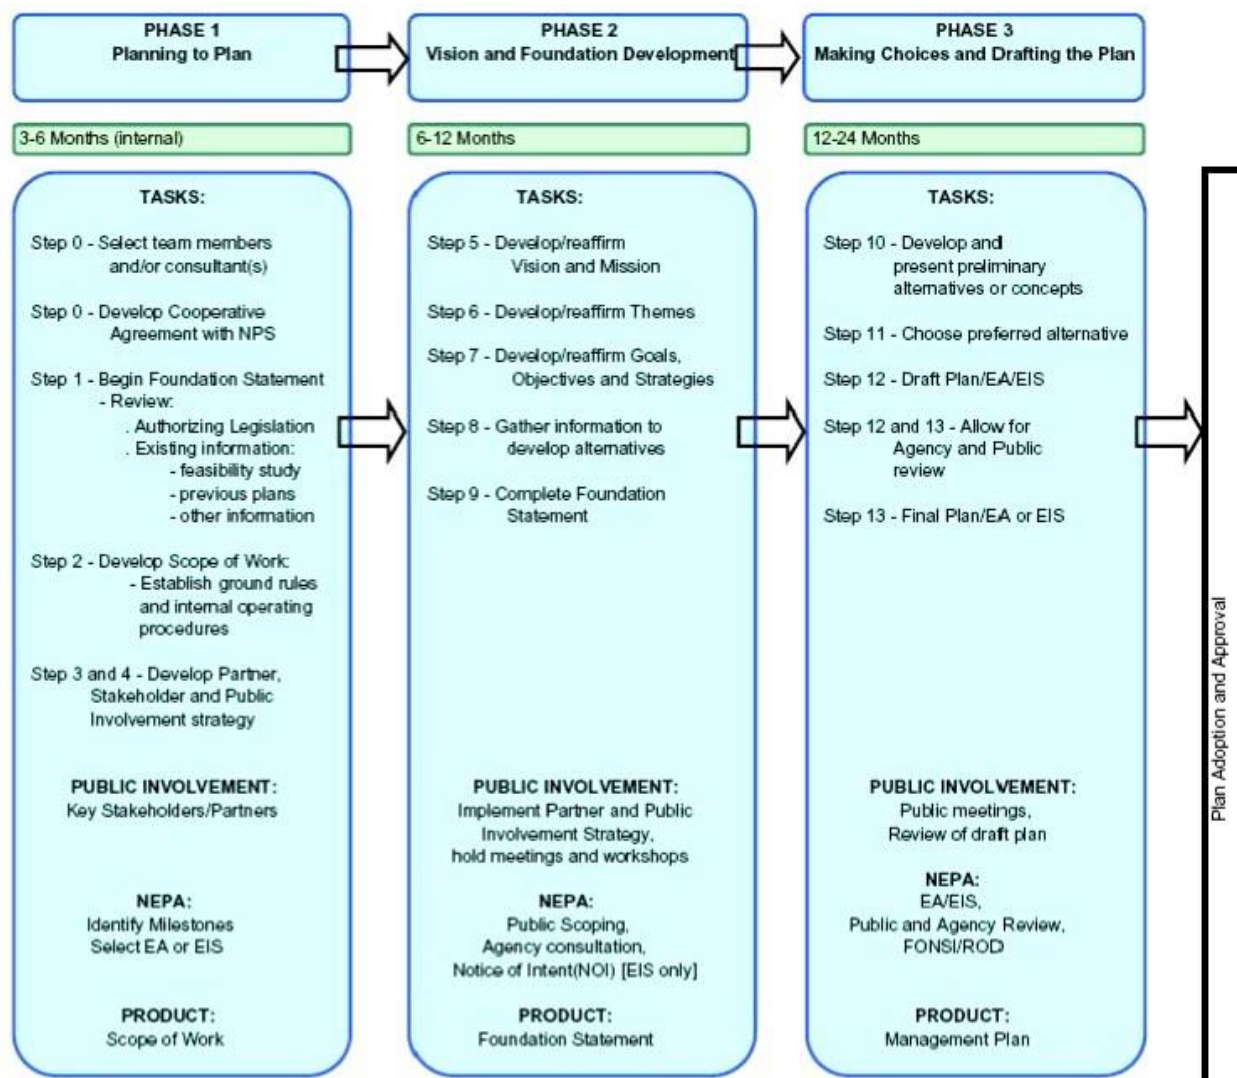 PHASE 1
Planning to Plan
PHASE 2
Vision and Foundation Development
PHASE 3
Making Choices and Drafting the Plan
3-6 Months (internal)
6-12 Months
12-24 Months
TASKS:
Step 0 - Select team members
and/or consultant(s)
Step 0 - Develop Cooperative
Agreement with NPS
Step 1 - Begin Foundation Statement
- Review:
. Authorizing Legislation
. Existing information:
- feasibility study
- previous plans
- other information
Step 2 - Develop Scope of Work:
- Establish ground rules
and internal operating
procedures
Step 3 and 4 - Develop Partner,
Stakeholder and Public
Involvement strategy
PUBLIC INVOLVEMENT:
Key Stakeholders/Partners
NEPA:
Identify Milestones
Select EA or EIS
PRODUCT:
Scope of Work
TASKS:
Step 5 - Develop/reaffirm
Vision and Mission
Step 6 - Develop/reaffirm Themes
Step 7 - Develop/reaffirm Goals,
Objectives and Strategies
Step 8 - Gather information to
develop alternatives
Step 9 - Complete Foundation
Statement
PUBLIC INVOLVEMENT:
Implement Partner and Public
Involvement Strategy,
hold meetings and workshops
NEPA:
Public Scoping,
Agency consultation,
Notice of Intent(NOI) [EIS only]
PRODUCT:
Foundation Statement
TASKS:
Step 10 - Develop and
present preliminary
alternatives or concepts
Step 11 - Choose preferred alternative
Step 12 - Draft Plan/EA/EIS
Step 12 and 13 - Allow for
Agency and Public
review
Step 13 - Final Plan/EA or EIS
PUBLIC INVOLVEMENT:
Public meetings,
Review of draft plan
NEPA:
EA/EIS,
Public and Agency Review,
FONSI/ROD
PRODUCT:
Management Plan
Plan Adoption and Approval